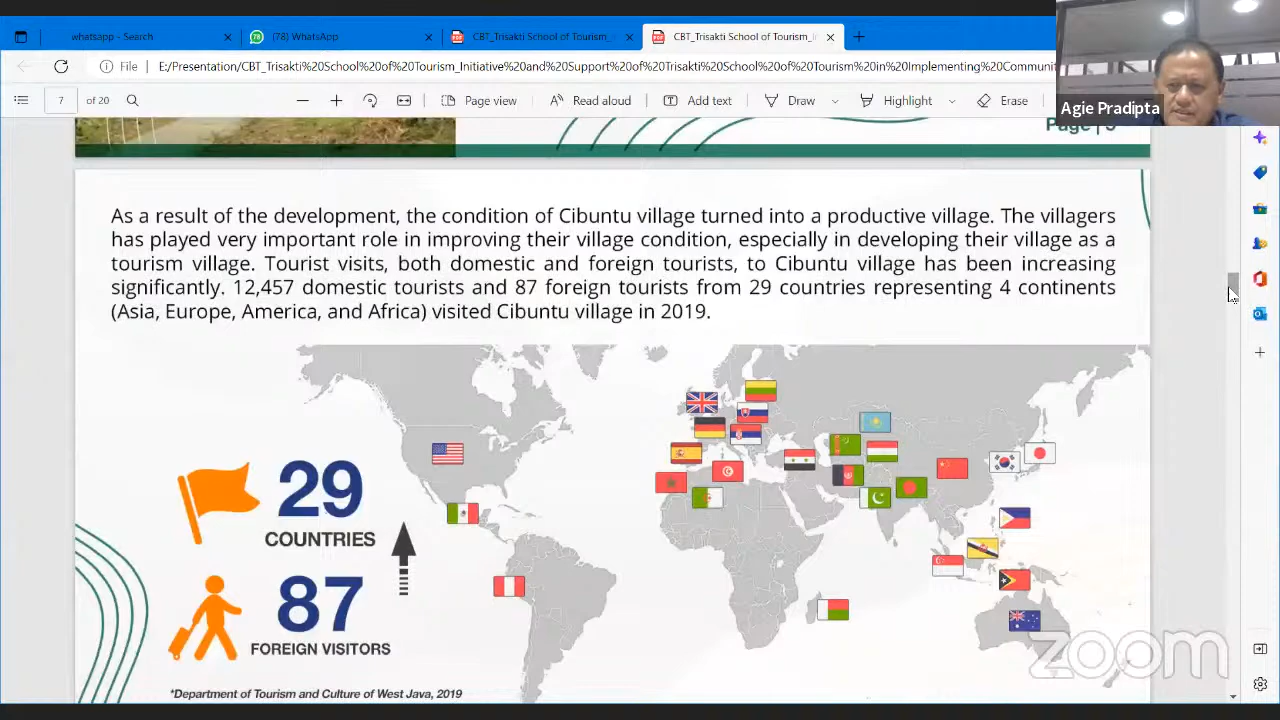 whatsapp - Search
(78) WhatsApp
CBT_Trisakti School of Tourism_
CBT_Trisakti School of Tourism_I
File
E:/Presentation/CBT_Trisakti%20School%20of%20Tourism_Initiative%20and%20Support%20of%20Trisakti%20School%20of%20Tourism%20in%20Implementing%20Communi
7 of 20
Page view
Read aloud
Add text
Draw
Highlight
Erase
Agie Pradipta
As a result of the development, the condition of Cibuntu village turned into a productive village. The villagers
has played very important role in improving their village condition, especially in developing their village as a
tourism village. Tourist visits, both domestic and foreign tourists, to Cibuntu village has been increasing
significantly. 12,457 domestic tourists and 87 foreign tourists from 29 countries representing 4 continents
(Asia, Europe, America, and Africa) visited Cibuntu village in 2019.
29
COUNTRIES
87
FOREIGN VISITORS
*Department of Tourism and Culture of West Java, 2019
zoom